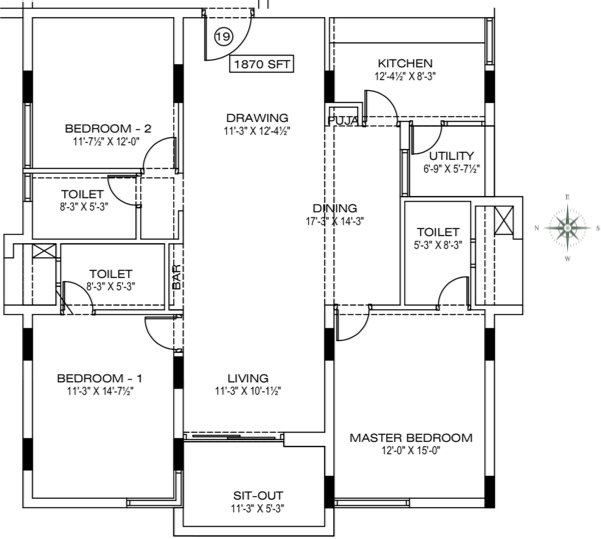 19
1870 SFT
KITCHEN
12'-4½" X 8'-3"
DRAWING
11'-3" X 12'-4½"
PUJA
BEDROOM - 2
11'-7½" X 12'-0"
UTILITY
6'-9" X 5'-7½"
TOILET
8'-3" X 5'-3"
DINING
17'-3" X 14'-3"
TOILET
5'-3" X 8'-3"
E
N
S
W
TOILET
8'-3" X 5'-3"
BAR
BEDROOM - 1
11'-3" X 14'-7½"
LIVING
11'-3" X 10'-1½"
MASTER BEDROOM
12'-0" X 15'-0"
SIT-OUT
11'-3" X 5'-3"